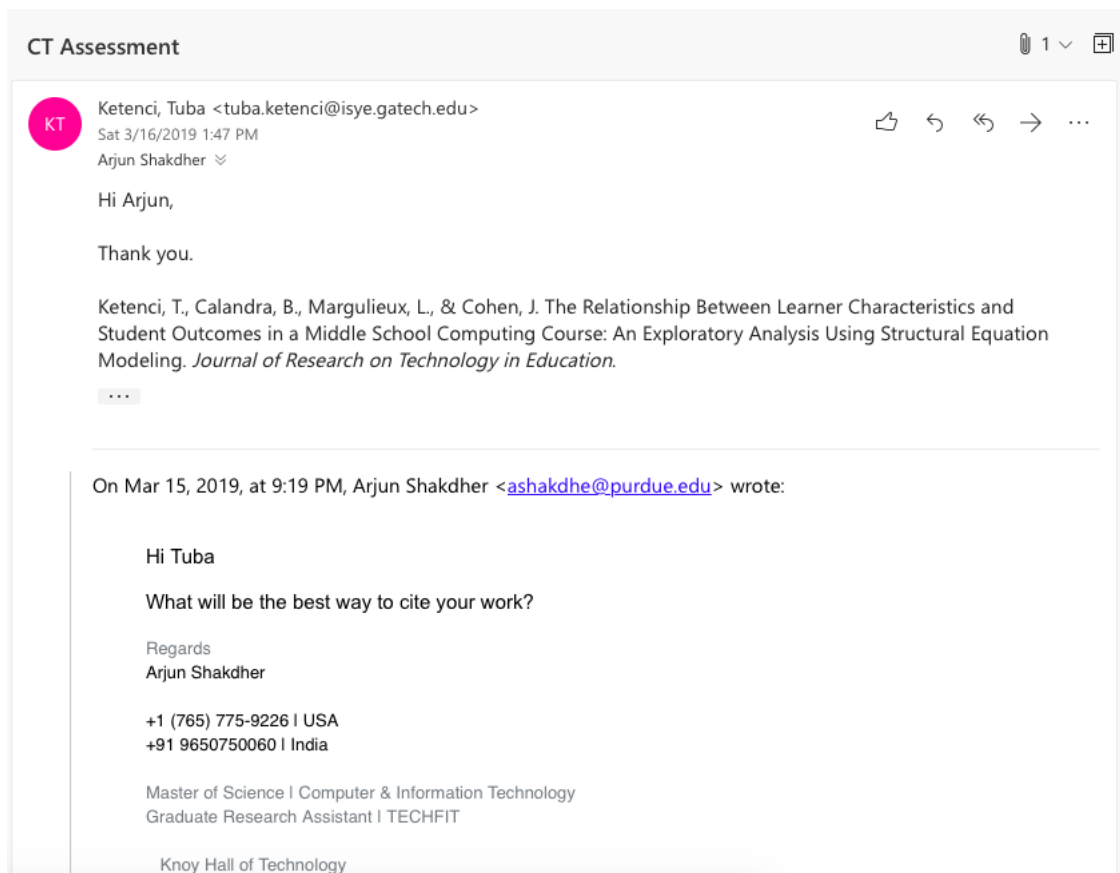 CT Assessment
1
KT
Ketenci, Tuba <tuba.ketenci@isye.gatech.edu>
Sat 3/16/2019 1:47 PM
Arjun Shakdher
Hi Arjun,
Thank you.
Ketenci, T., Calandra, B., Margulieux, L., & Cohen, J. The Relationship Between Learner Characteristics and
Student Outcomes in a Middle School Computing Course: An Exploratory Analysis Using Structural Equation
Modeling. Journal of Research on Technology in Education.
...
On Mar 15, 2019, at 9:19 PM, Arjun Shakdher <ashakdhe@purdue.edu> wrote:
Hi Tuba
What will be the best way to cite your work?
Regards
Arjun Shakdher
+1 (765) 775-9226 | USA
+91 9650750060 | India
Master of Science | Computer & Information Technology
Graduate Research Assistant | TECHFIT
Knoy Hall of Technology